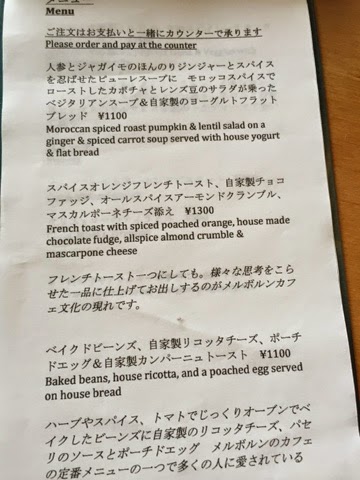 メニュー
Menu
ご注文はお支払いと一緒にカウンターで承ります
Please order and pay at the counter
人参とジャガイモのほんのりジンジャーとスパイス
を忍ばせたピューレスープに　モロッコスパイスで
ローストしたカボチャとレンズ豆のサラダが乗った
ベジタリアンスープ＆自家製のヨーグルトフラット
ブレッド　¥1100
Moroccan spiced roast pumpkin & lentil salad on a
ginger & spiced carrot soup served with house yogurt
& flat bread
スパイスオレンジフレンチトースト、自家製チョコ
ファッジ、オールスパイスアーモンドクランブル、
マスカルポーネチーズ添え　¥1300
French toast with spiced poached orange, house made
chocolate fudge, allspice almond crumble &
mascarpone cheese
フレンチトースト一つにしても。様々な思考をこら
せた一品に仕上げてお出しするのがメルボルンカフ
ェ文化の現れです。
ベイクドビーンズ、自家製リコッタチーズ、ポーチ
ドエッグ＆自家製カンパーニュトースト　¥1100
Baked beans, house ricotta, and a poached egg served
on house bread
ハーブやスパイス、トマトでじっくりオーブンでベ
イクしたビーンズに自家製のリコッタチーズ、パセ
リのソースとポーチドエッグ　メルボルンのカフェ
の定番メニューの一つで多くの人に愛されている